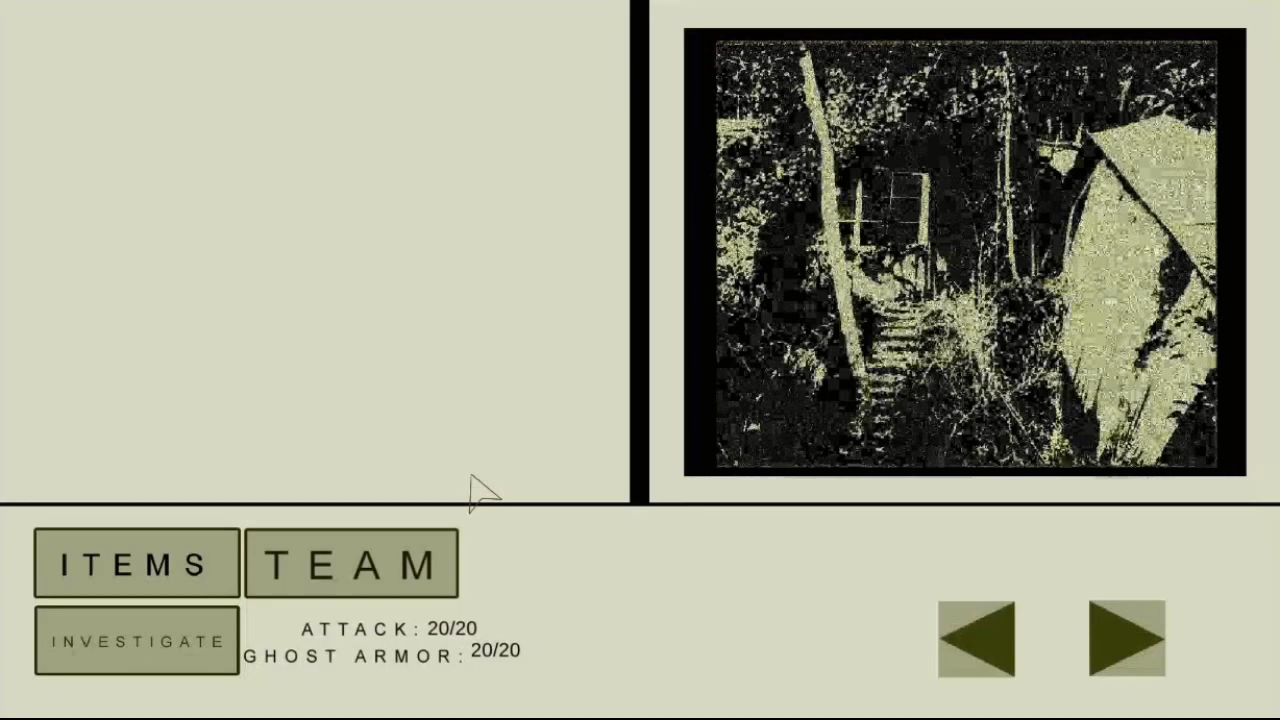 ITEMS TEAM
INVESTIGATE
ATTACK: 20/20
GHOST ARMOR: 20/20